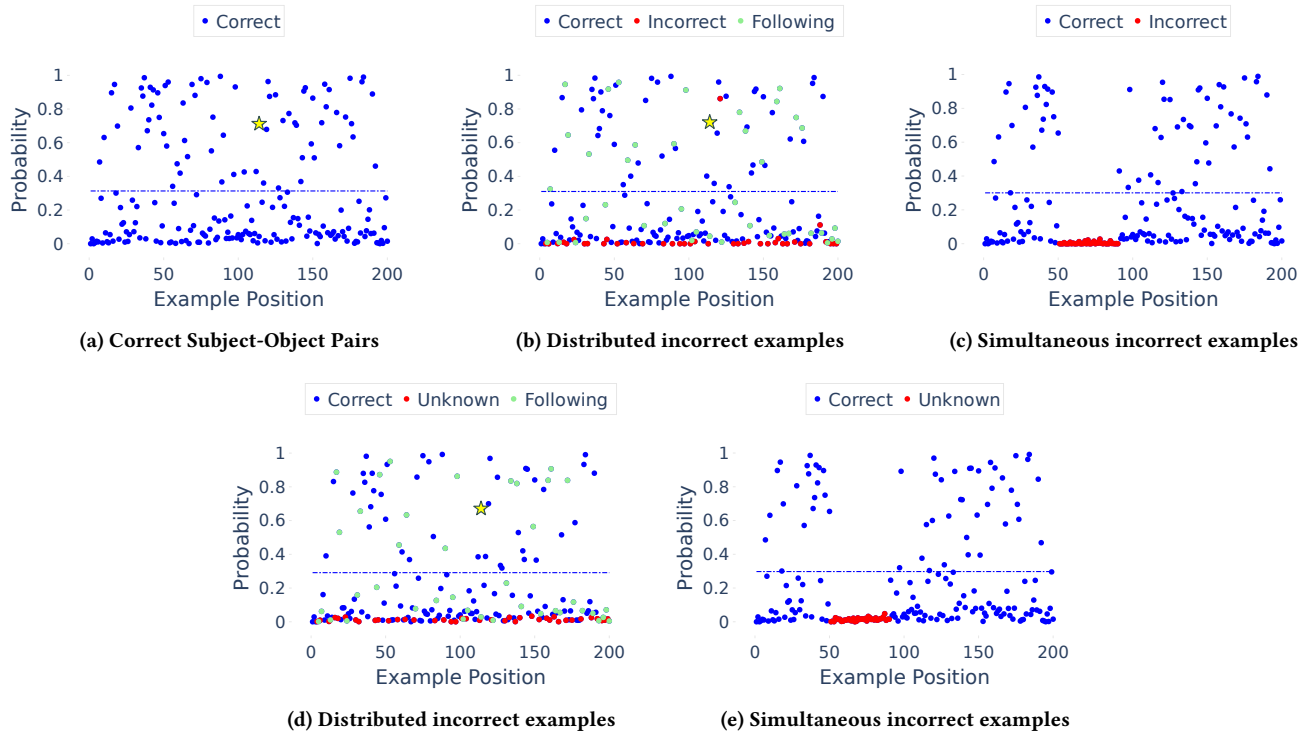 Correct
Correct Incorrect Following
Correct Incorrect
Probability
1
0.8
0.6
0.4
0.2
0
0 50 100 150 200
Example Position
(a) Correct Subject-Object Pairs
Probability
1
0.8
0.6
0.4
0.2
0
0 50 100 150 200
Example Position
(b) Distributed incorrect examples
Probability
1
0.8
0.6
0.4
0.2
0
0 50 100 150 200
Example Position
(c) Simultaneous incorrect examples
Correct Unknown Following
Correct Unknown
Probability
1
0.8
0.6
0.4
0.2
0
0 50 100 150 200
Example Position
(d) Distributed incorrect examples
Probability
1
0.8
0.6
0.4
0.2
0
0 50 100 150 200
Example Position
(e) Simultaneous incorrect examples